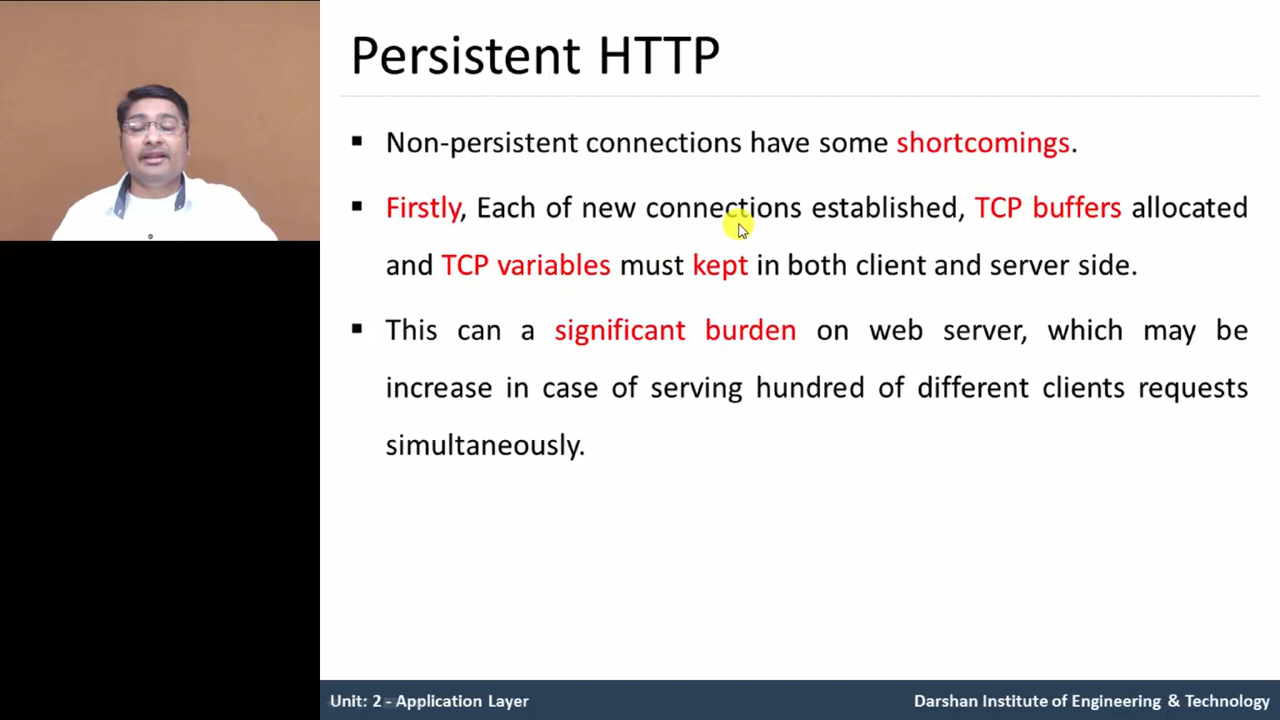 Persistent HTTP
▪ Non-persistent connections have some shortcomings.
▪ Firstly, Each of new connections established, TCP buffers allocated
and TCP variables must kept in both client and server side.
▪ This can a significant burden on web server, which may be
increase in case of serving hundred of different clients requests
simultaneously.
Unit: 2 - Application Layer
Darshan Institute of Engineering & Technology